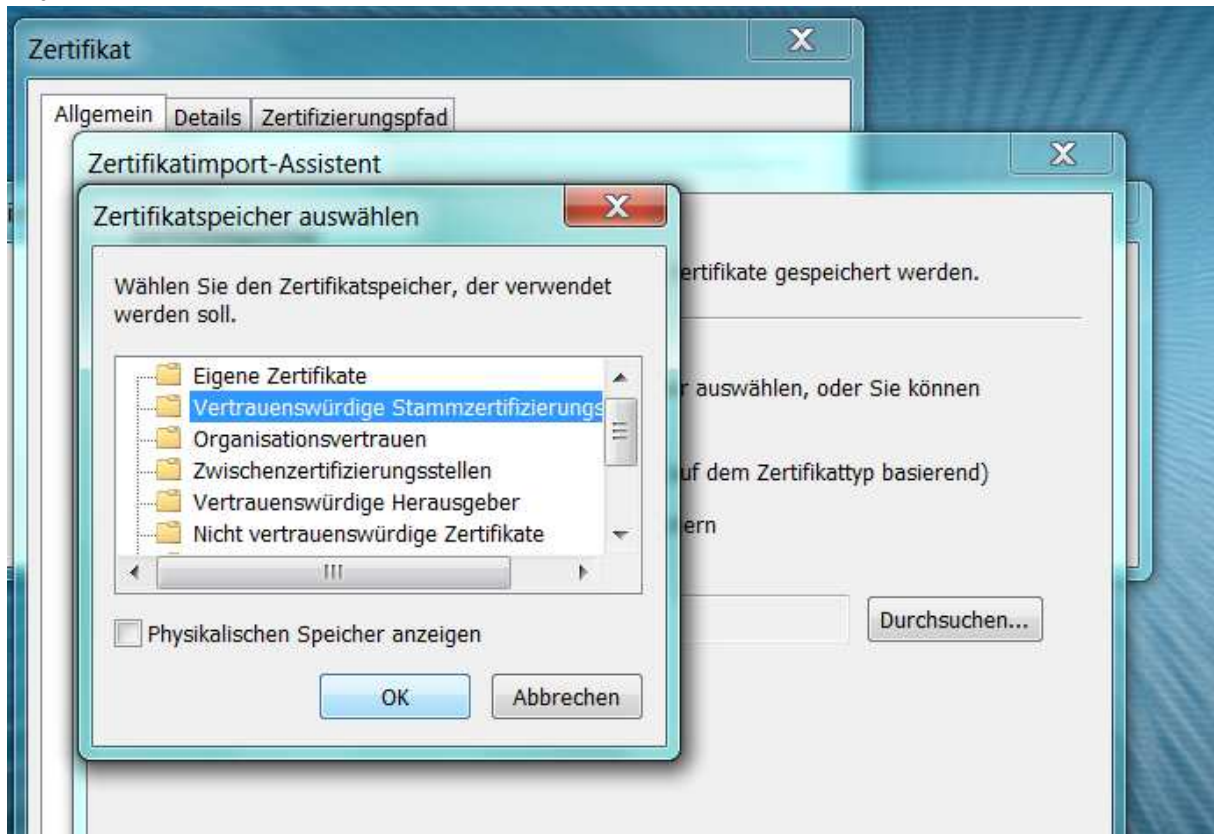 Zertifikat
Allgemein Details Zertifizierungspfad
Zertifikatimport-Assistent
Zertifikatspeicher auswählen
Wählen Sie den Zertifikatspeicher, der verwendet
werden soll.
Eigene Zertifikate
Vertrauenswürdige Stammzertifizierungs
Organisationsvertrauen
Zwischenzertifizierungsstellen
Vertrauenswürdige Herausgeber
Nicht vertrauenswürdige Zertifikate
Physikalischen Speicher anzeigen
OK Abbrechen
ertifikate gespeichert werden.
r auswählen, oder Sie können
uf dem Zertifikattyp basierend)
ern
Durchsuchen...